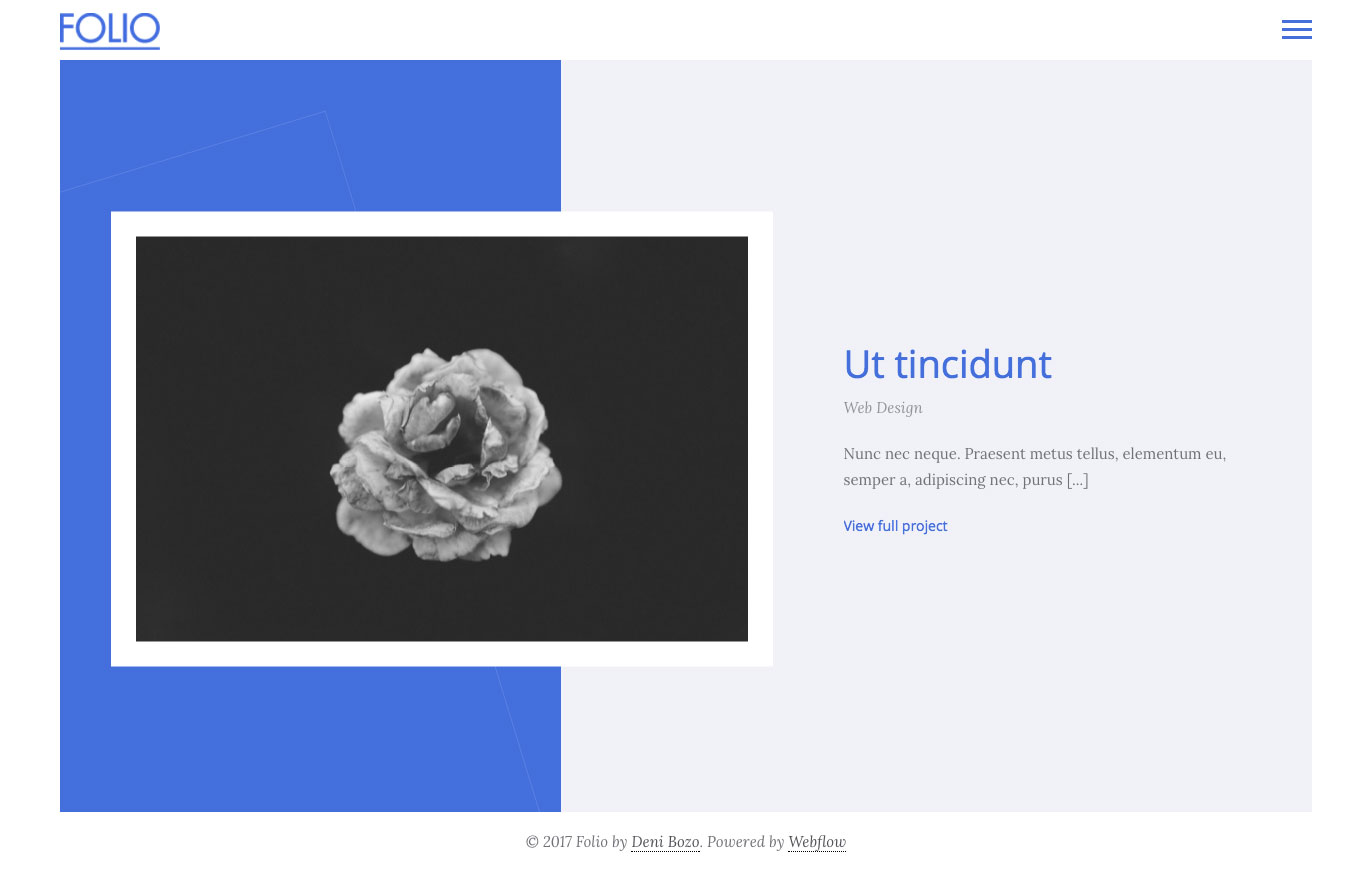 FOLIO
Ut tincidunt
Web Design
Nunc nec neque. Praesent metus tellus, elementum eu,
semper a, adipiscing nec, purus [...]
View full project
© 2017 Folio by Deni Bozo. Powered by Webflow